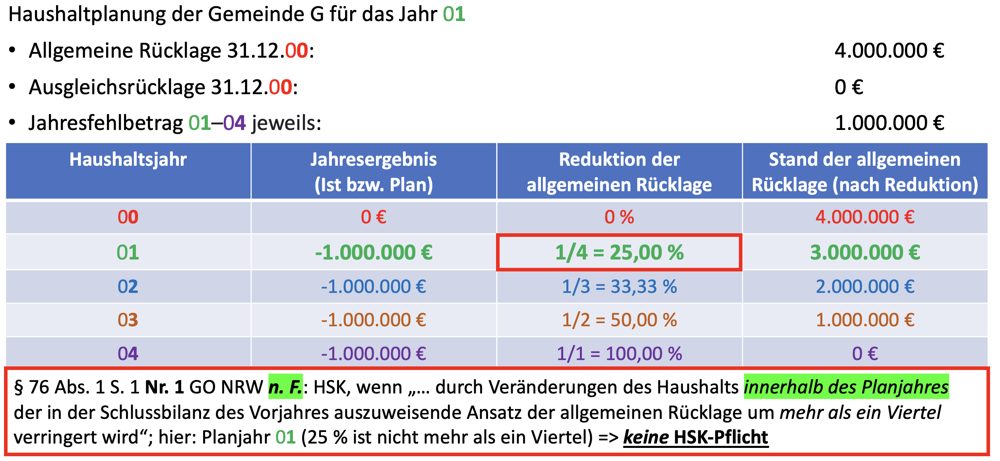 Haushaltplanung der Gemeinde G für das Jahr 01
• Allgemeine Rücklage 31.12.00: 4.000.000 €
• Ausgleichsrücklage 31.12.00: 0 €
• Jahresfehlbetrag 01–04 jeweils: 1.000.000 €
Haushaltsjahr Jahresergebnis (Ist bzw. Plan) Reduktion der allgemeinen Rücklage Stand der allgemeinen Rücklage (nach Reduktion)
00 0 € 0 % 4.000.000 €
01 -1.000.000 € 1/4 = 25,00 % 3.000.000 €
02 -1.000.000 € 1/3 = 33,33 % 2.000.000 €
03 -1.000.000 € 1/2 = 50,00 % 1.000.000 €
04 -1.000.000 € 1/1 = 100,00 % 0 €
§ 76 Abs. 1 S. 1 Nr. 1 GO NRW n. F.: HSK, wenn „… durch Veränderungen des Haushalts innerhalb des Planjahres
der in der Schlussbilanz des Vorjahres auszuweisende Ansatz der allgemeinen Rücklage um mehr als ein Viertel
verringert wird“; hier: Planjahr 01 (25 % ist nicht mehr als ein Viertel) => keine HSK-Pflicht